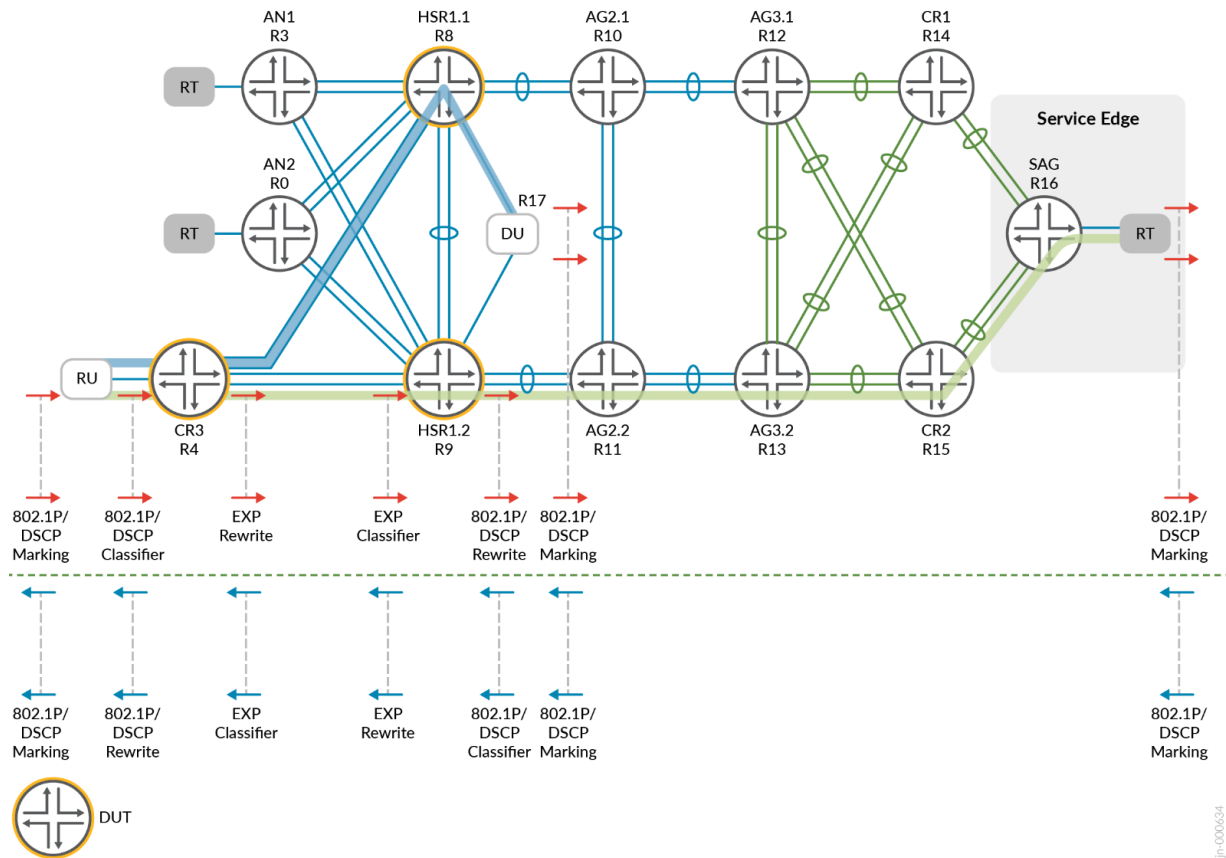 AN1
R3
HSR1.1
R8
AG2.1
R10
AG3.1
R12
CR1
R14
RT
Service Edge
AN2
R0
R17
SAG
R16
RT
DU
RT
RU
CR3
R4
HSR1.2
R9
AG2.2
R11
AG3.2
R13
CR2
R15
802.1P/
DSCP
Marking
802.1P/
DSCP
Classifier
EXP
Rewrite
EXP
Classifier
802.1P/
DSCP
Rewrite
802.1P/
DSCP
Marking
802.1P/
DSCP
Marking
802.1P/
DSCP
Marking
802.1P/
DSCP
Rewrite
EXP
Classifier
EXP
Rewrite
802.1P/
DSCP
Classifier
802.1P/
DSCP
Marking
802.1P/
DSCP
Marking
DUT
jn-000634